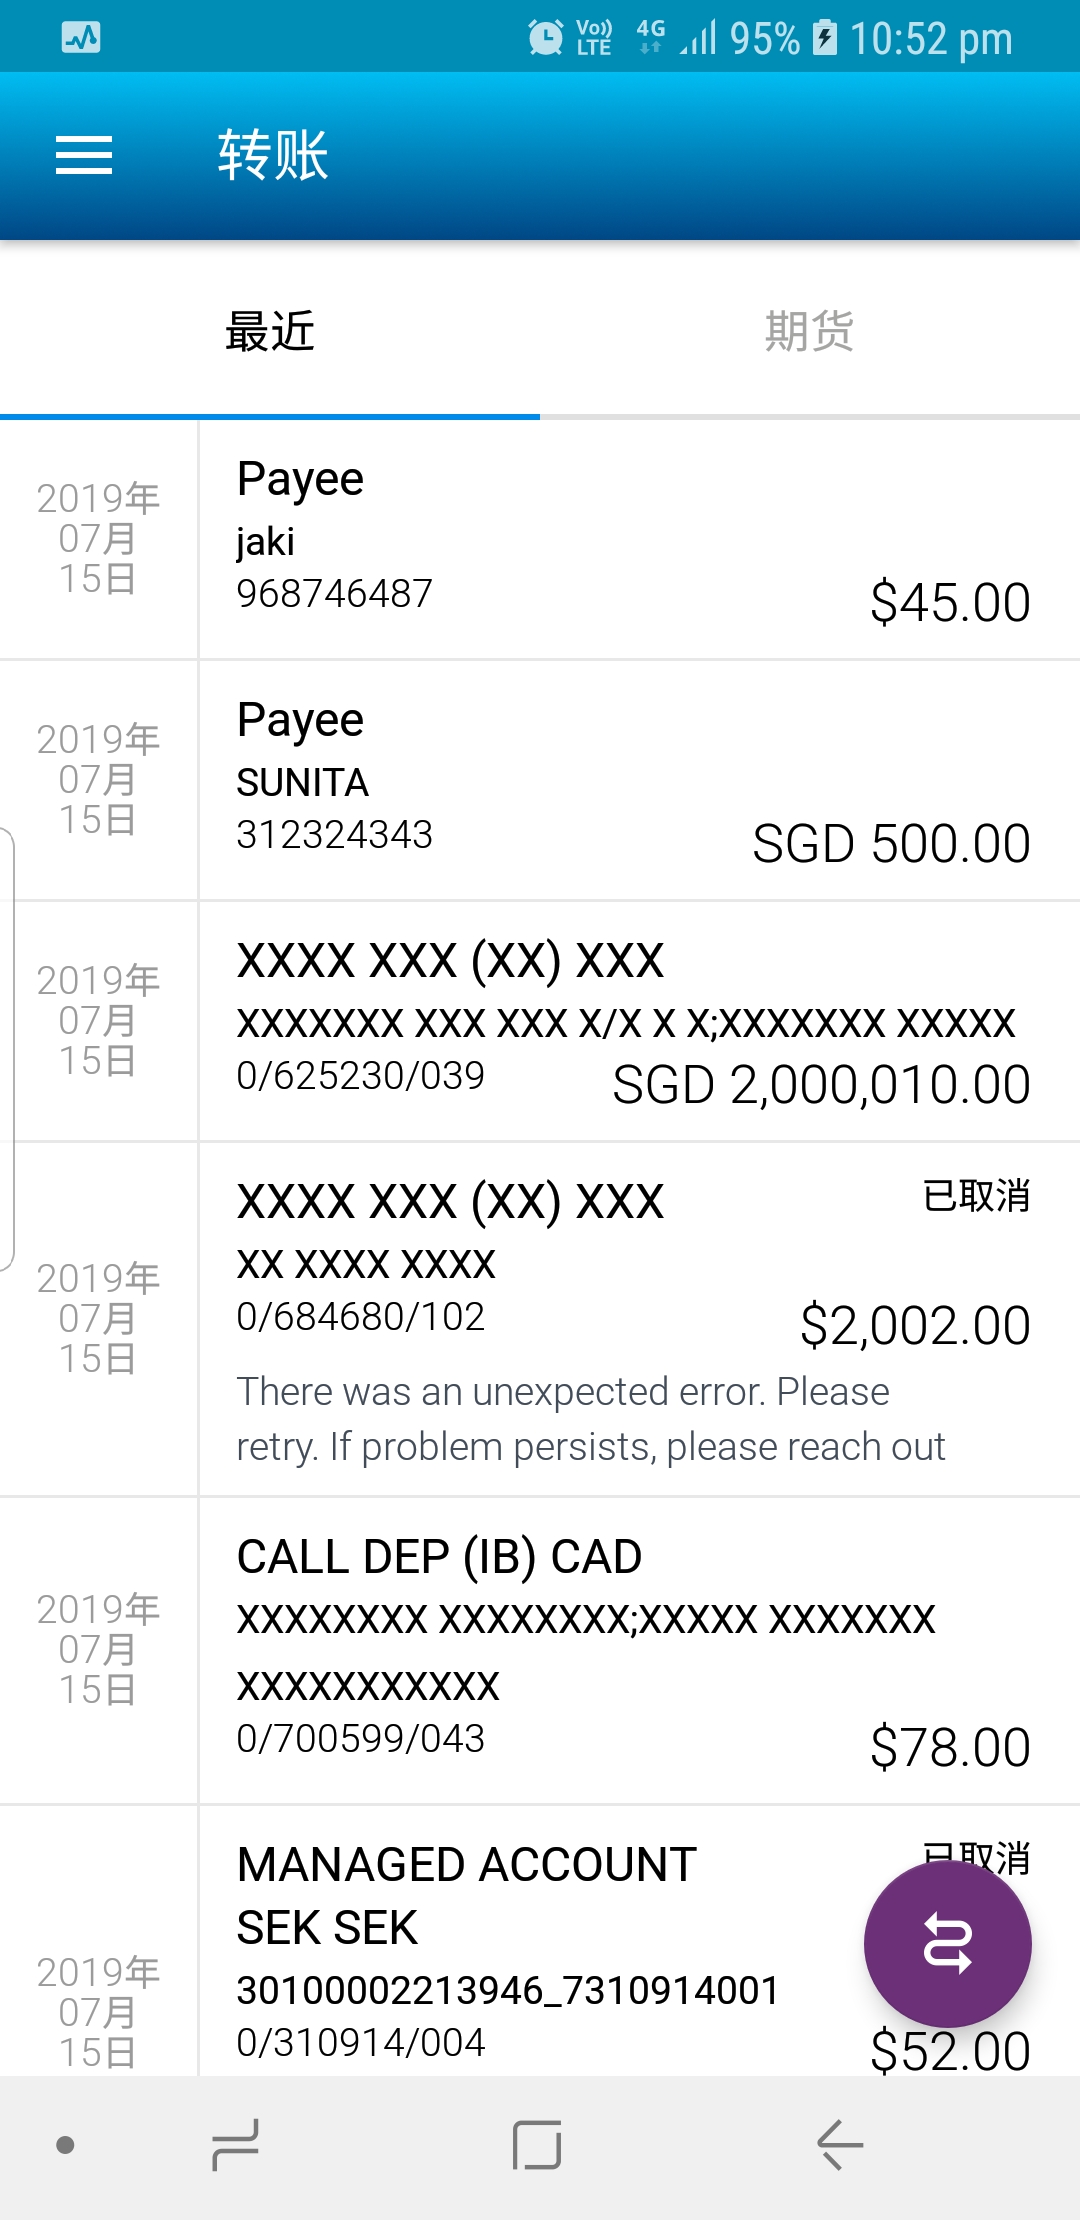 Vo)) LTE 4G 95% 10:52 pm
转账
最近 期货
2019年
07月
15日
Payee
jaki
968746487
$45.00
2019年
07月
15日
Payee
SUNITA
312324343
SGD 500.00
2019年
07月
15日
XXXX XXX (XX) XXX
XXXXXXX XXX XXX X/X X X;XXXXXXX XXXXX
0/625230/039
SGD 2,000,010.00
2019年
07月
15日
XXXX XXX (XX) XXX
已取消
XX XXXX XXXX
0/684680/102
$2,002.00
There was an unexpected error. Please
retry. If problem persists, please reach out
2019年
07月
15日
CALL DEP (IB) CAD
XXXXXXXX XXXXXXXX;XXXXX XXXXXXX
XXXXXXXXXXX
0/700599/043
$78.00
2019年
07月
15日
MANAGED ACCOUNT
已取消
SEK SEK
30100002213946_7310914001
0/310914/004
$52.00